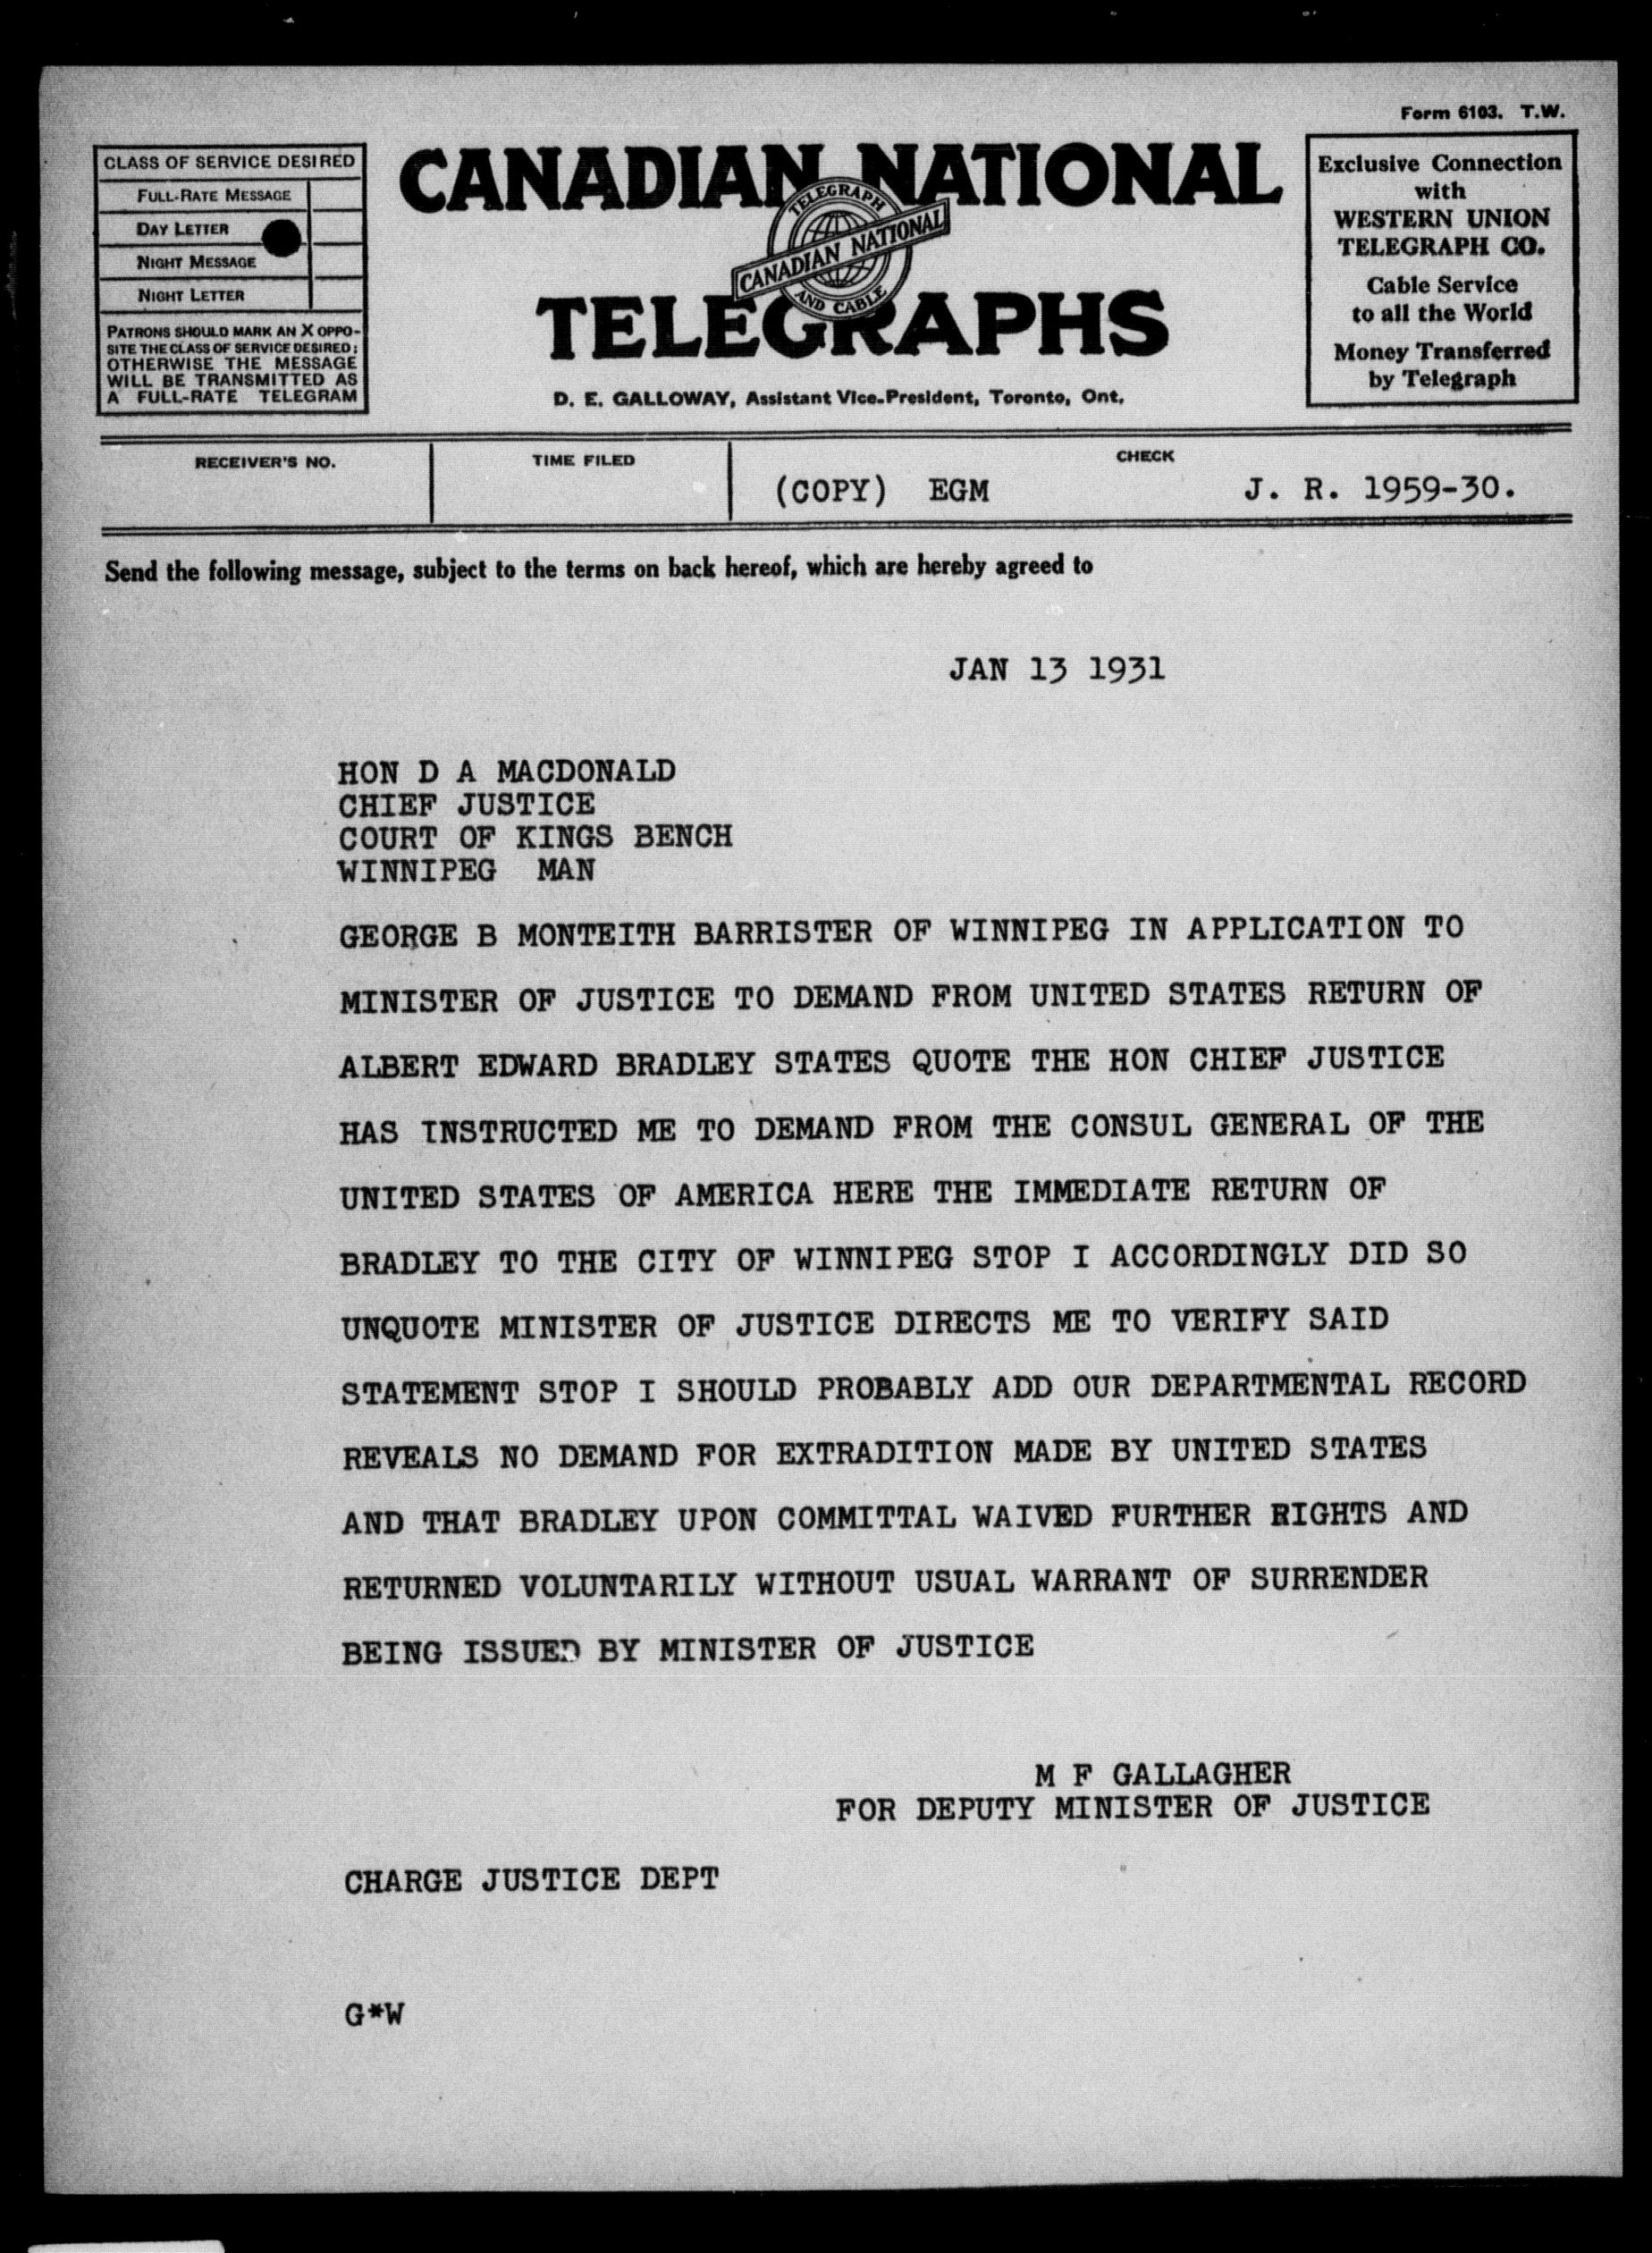 Form 6103. T.W.
CLASS OF SERVICE DESIRED
FULL-RATE MESSAGE
DAY LETTER
NIGHT MESSAGE
NIGHT LETTER
PATRONS SHOULD MARK AN X OPPO-
SITE THE CLASS OF SERVICE DESIRED;
OTHERWISE THE MESSAGE
WILL BE TRANSMITTED AS
A FULL-RATE TELEGRAM
CANADIAN NATIONAL
TELEGRAPH
CANADIAN NATIONAL
AND CABLE
TELEGRAPHS
D. E. GALLOWAY, Assistant Vice-President, Toronto, Ont.
Exclusive Connection
with
WESTERN UNION
TELEGRAPH CO.
Cable Service
to all the World
Money Transferred
by Telegraph
RECEIVER'S NO.
TIME FILED
CHECK
(COPY) EGM J. R. 1959-30.
Send the following message, subject to the terms on back hereof, which are hereby agreed to
JAN 13 1931
HON D A MACDONALD
CHIEF JUSTICE
COURT OF KINGS BENCH
WINNIPEG MAN
GEORGE B MONTEITH BARRISTER OF WINNIPEG IN APPLICATION TO
MINISTER OF JUSTICE TO DEMAND FROM UNITED STATES RETURN OF
ALBERT EDWARD BRADLEY STATES QUOTE THE HON CHIEF JUSTICE
HAS INSTRUCTED ME TO DEMAND FROM THE CONSUL GENERAL OF THE
UNITED STATES OF AMERICA HERE THE IMMEDIATE RETURN OF
BRADLEY TO THE CITY OF WINNIPEG STOP I ACCORDINGLY DID SO
UNQUOTE MINISTER OF JUSTICE DIRECTS ME TO VERIFY SAID
STATEMENT STOP I SHOULD PROBABLY ADD OUR DEPARTMENTAL RECORD
REVEALS NO DEMAND FOR EXTRADITION MADE BY UNITED STATES
AND THAT BRADLEY UPON COMMITTAL WAIVED FURTHER RIGHTS AND
RETURNED VOLUNTARILY WITHOUT USUAL WARRANT OF SURRENDER
BEING ISSUED BY MINISTER OF JUSTICE
M F GALLAGHER
FOR DEPUTY MINISTER OF JUSTICE
CHARGE JUSTICE DEPT
G*W